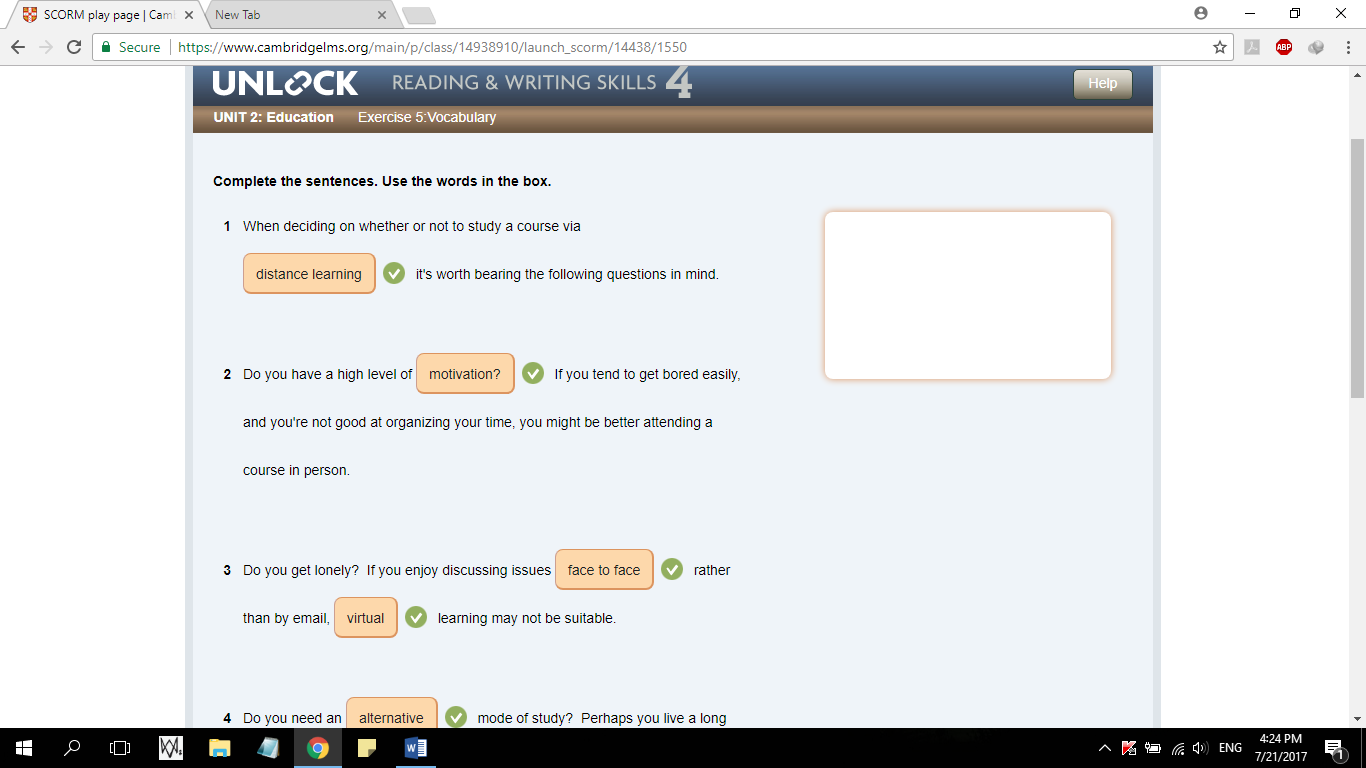 SCORM play page | Cam
New Tab
Secure https://www.cambridgelms.org/main/p/class/14938910/launch_scorm/14438/1550
ABP
UNLOCK READING & WRITING SKILLS 4 Help
UNIT 2: Education Exercise 5:Vocabulary
Complete the sentences. Use the words in the box.
1 When deciding on whether or not to study a course via
distance learning it's worth bearing the following questions in mind.
2 Do you have a high level of motivation? If you tend to get bored easily,
and you're not good at organizing your time, you might be better attending a
course in person.
3 Do you get lonely? If you enjoy discussing issues face to face rather
than by email, virtual learning may not be suitable.
4 Do you need an alternative mode of study? Perhaps you live a long
ENG
4:24 PM
7/21/2017
1